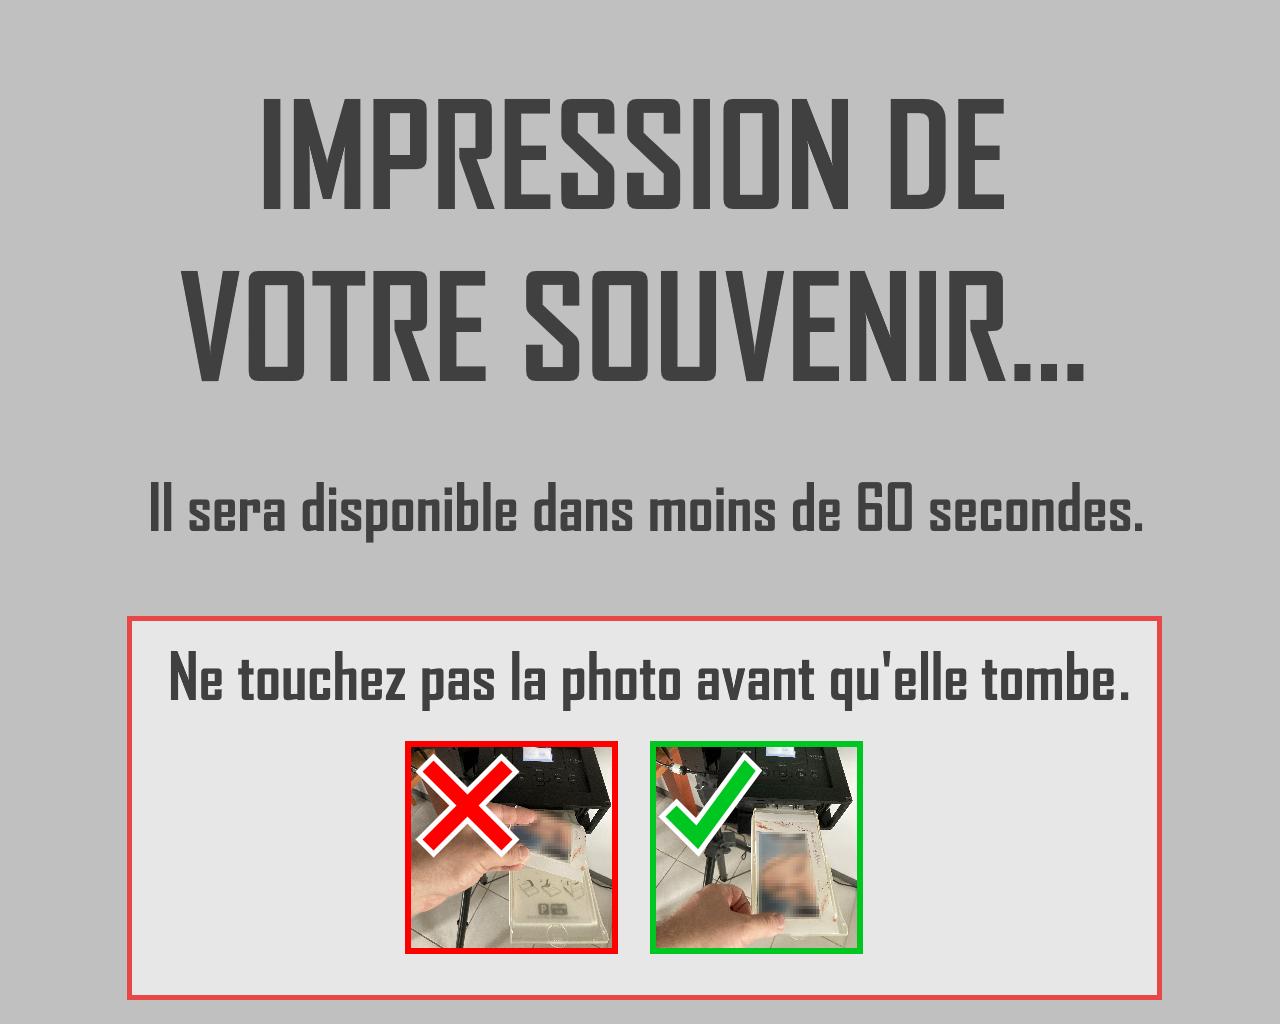 IMPRESSION DE
VOTRE SOUVENIR...
Il sera disponible dans moins de 60 secondes.
Ne touchez pas la photo avant qu'elle tombe.